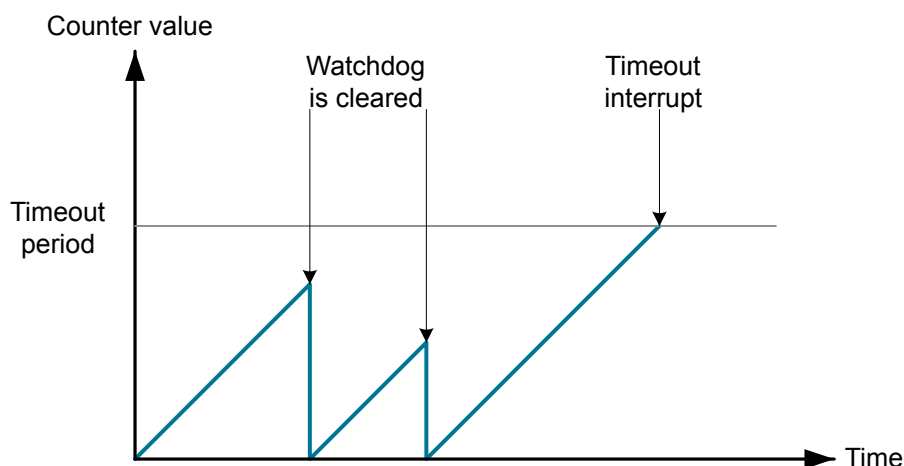 Counter value
Watchdog
is cleared
Timeout
interrupt
Timeout
period
Time